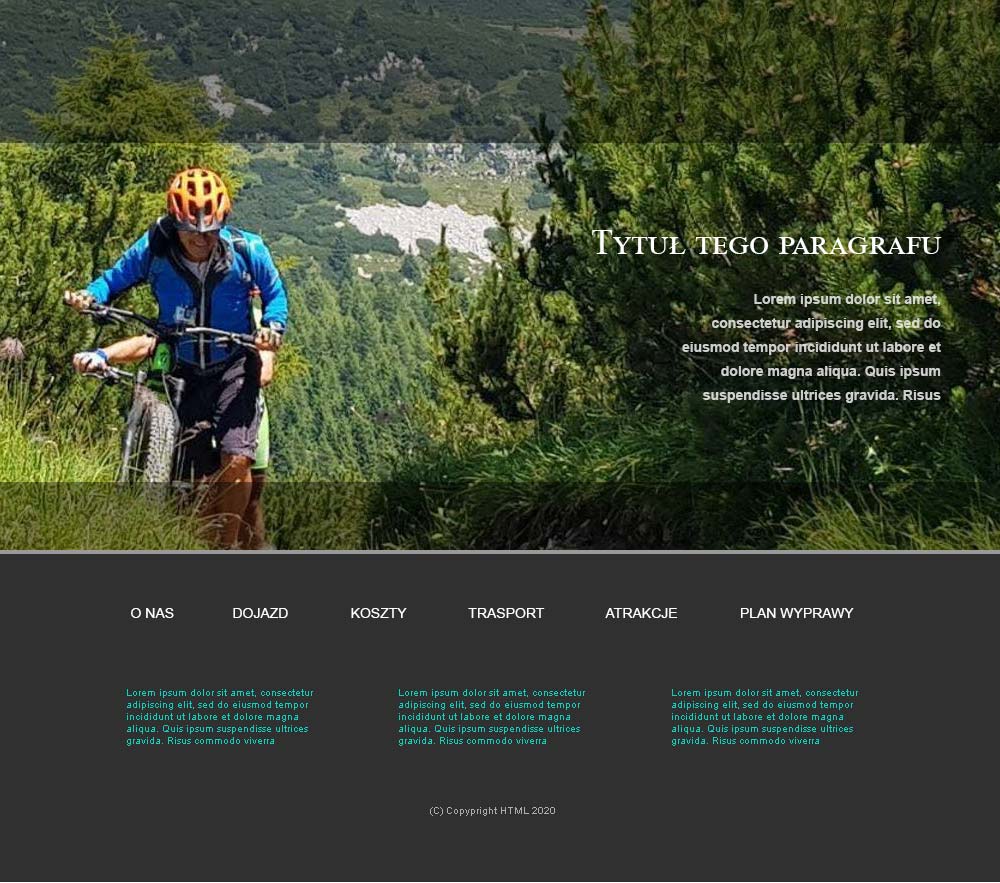 Tytuł tego paragrafu
Lorem ipsum dolor sit amet,
consectetur adipiscing elit, sed do
eiusmod tempor incididunt ut labore et
dolore magna aliqua. Quis ipsum
suspendisse ultrices gravida. Risus
O NAS DOJAZD KOSZTY TRASPORT ATRAKCJE PLAN WYPRAWY
Lorem ipsum dolor sit amet, consectetur
adipiscing elit, sed do eiusmod tempor
incididunt ut labore et dolore magna
aliqua. Quis ipsum suspendisse ultrices
gravida. Risus commodo viverra
Lorem ipsum dolor sit amet, consectetur
adipiscing elit, sed do eiusmod tempor
incididunt ut labore et dolore magna
aliqua. Quis ipsum suspendisse ultrices
gravida. Risus commodo viverra
Lorem ipsum dolor sit amet, consectetur
adipiscing elit, sed do eiusmod tempor
incididunt ut labore et dolore magna
aliqua. Quis ipsum suspendisse ultrices
gravida. Risus commodo viverra
(C) Copypright HTML 2020